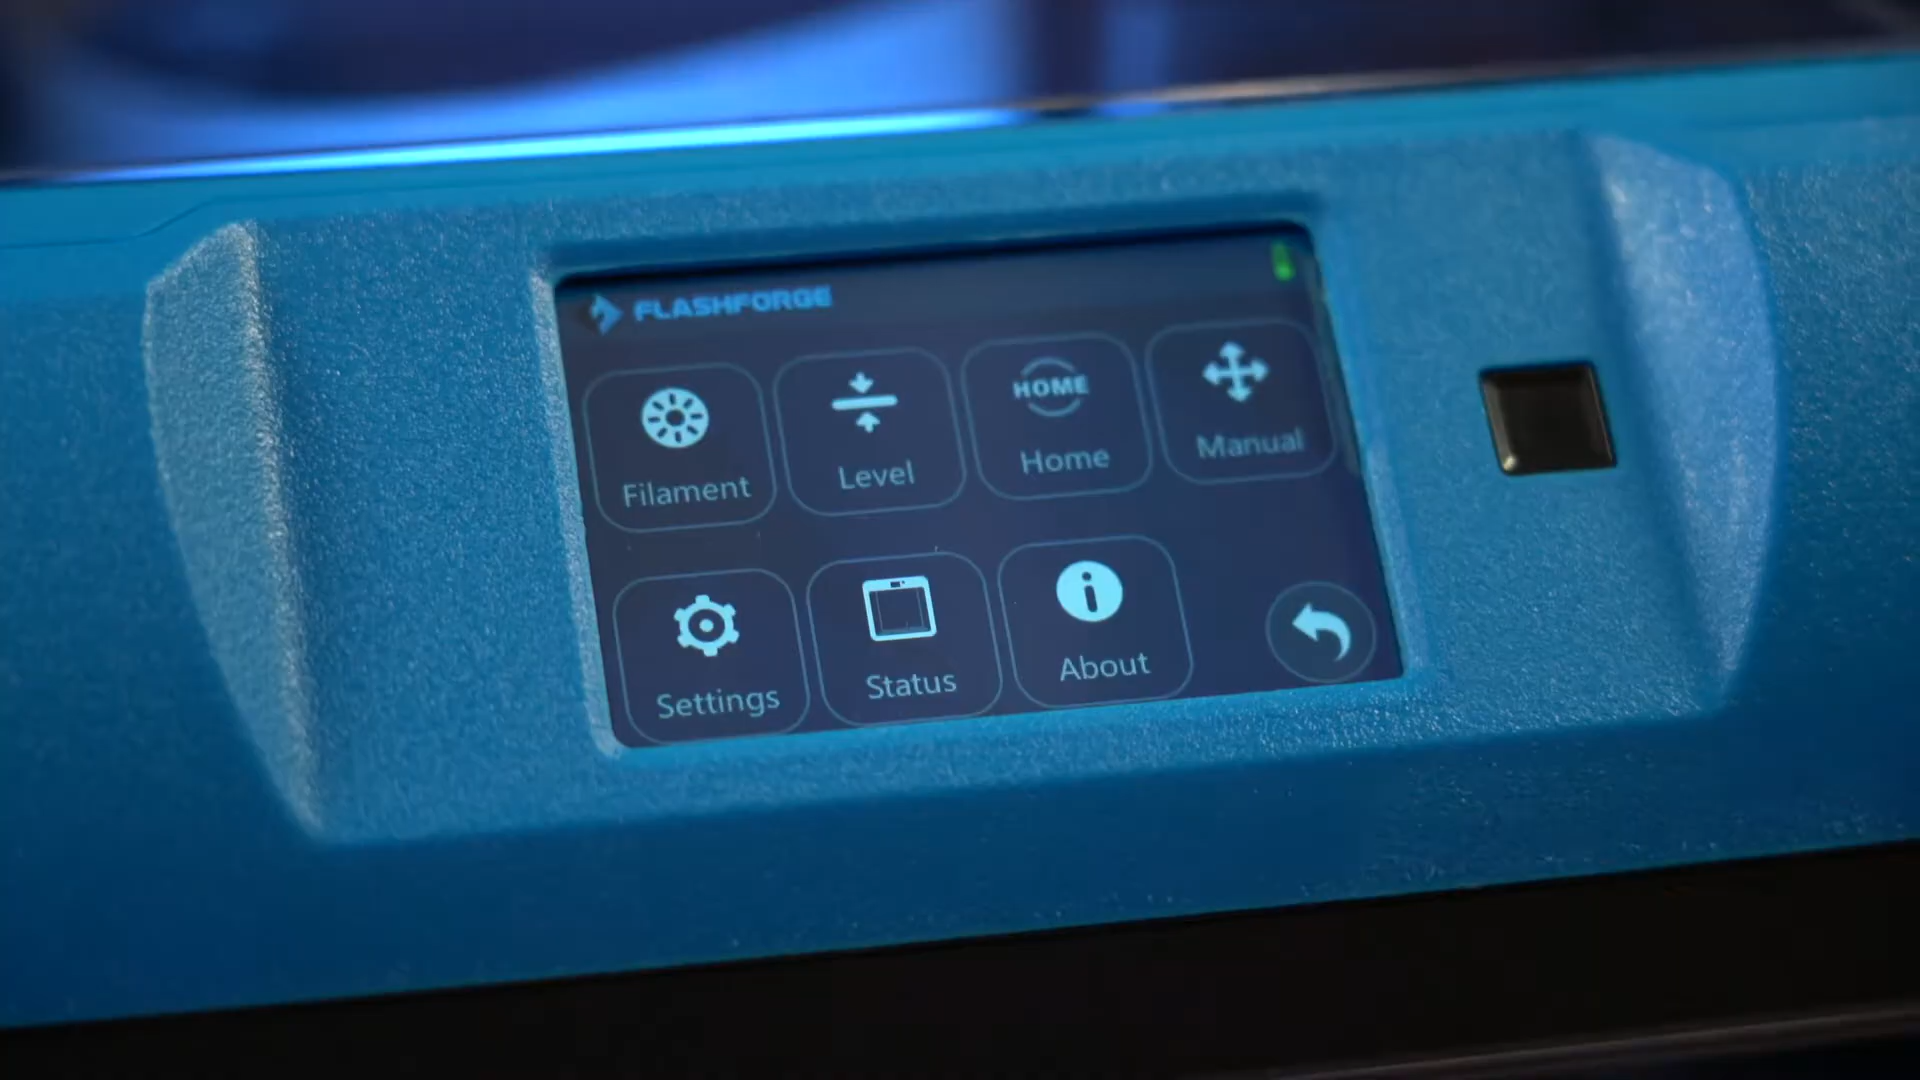 FLASHFORGE
Filament
Level
HOME
Home
Manual
Settings
Status
About